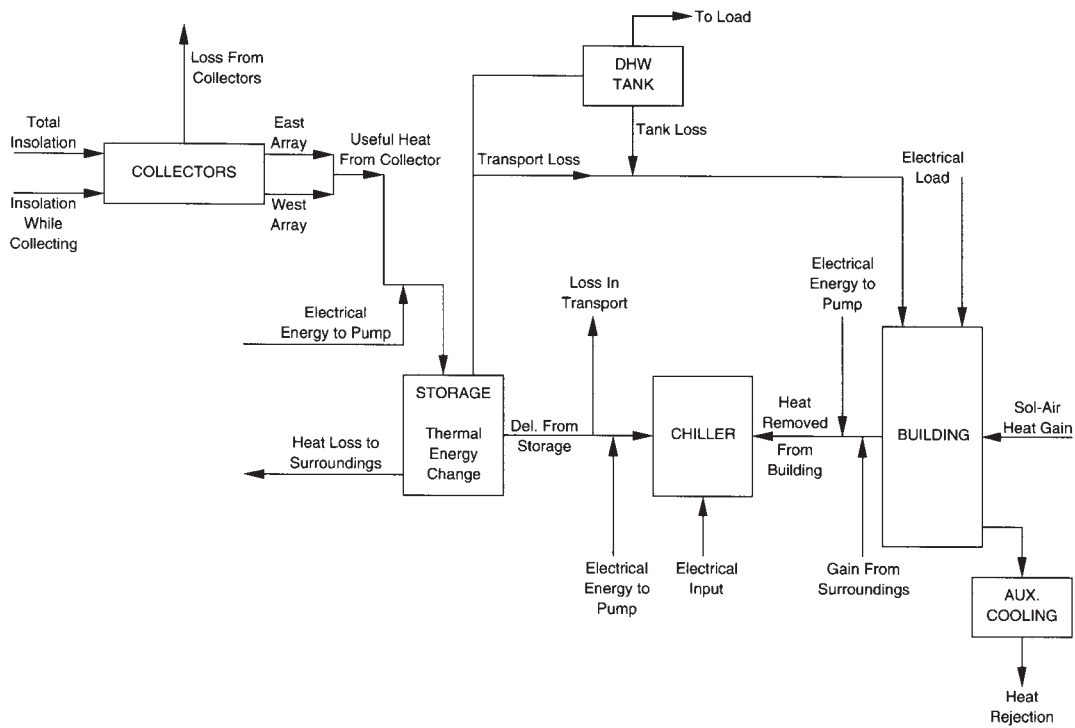 To Load
DHW
TANK
Loss From
Collectors
Tank Loss
Total
Insolation
East
Array
Useful Heat
From Collector
COLLECTORS
Transport Loss
Electrical
Load
Insolation
While
Collecting
West
Array
Electrical
Energy to
Pump
Loss In
Transport
Electrical
Energy to Pump
STORAGE
Thermal
Energy
Change
Heat Loss to
Surroundings
Del. From
Storage
CHILLER
Heat
Removed
From
Building
BUILDING
Sol-Air
Heat Gain
Electrical
Energy to
Pump
Electrical
Input
Gain From
Surroundings
AUX.
COOLING
Heat
Rejection